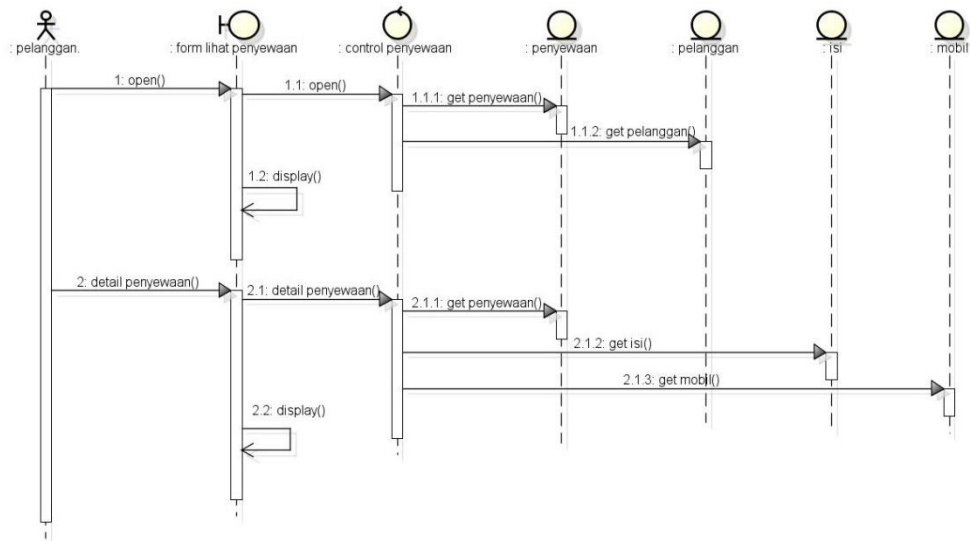 : pelanggan.
: form lihat penyewaan
: control penyewaan
: penyewaan
: pelanggan
: isi
: mobil
1: open()
1.1: open()
1.1.1: get penyewaan()
1.1.2: get pelanggan()
1.2: display()
2: detail penyewaan()
2.1: detail penyewaan()
2.1.1: get penyewaan()
2.1.2: get isi()
2.1.3: get mobil()
2.2: display()